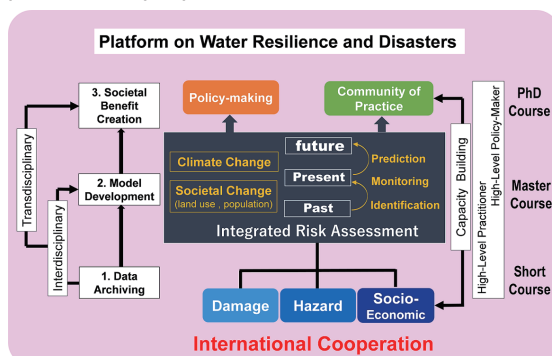 Platform on Water Resilience and Disasters
3. Societal
Benefit
Creation
2. Model
Development
1. Data
Archiving
Transdisciplinary
Interdisciplinary
Policy-making
Community of
Practice
Climate Change
Societal Change
(land use , population)
future
Present
Past
Prediction
Monitoring
Identification
Integrated Risk Assessment
Damage
Hazard
Socio-
Economic
International Cooperation
Capacity Building
High-Level Practitioner
High-Level Policy-Maker
PhD
Course
Master
Course
Short
Course